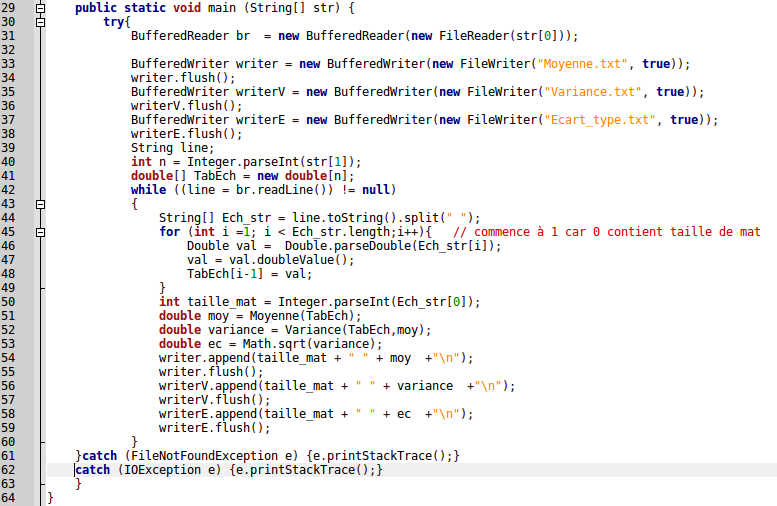 29 public static void main (String[] str) {
30 try{
31 BufferedReader br  = new BufferedReader(new FileReader(str[0]));
32
33 BufferedWriter writer = new BufferedWriter(new FileWriter("Moyenne.txt", true));
34 writer.flush();
35 BufferedWriter writerV = new BufferedWriter(new FileWriter("Variance.txt", true));
36 writerV.flush();
37 BufferedWriter writerE = new BufferedWriter(new FileWriter("Ecart_type.txt", true));
38 writerE.flush();
39 String line;
40 int n = Integer.parseInt(str[1]);
41 double[] TabEch = new double[n];
42 while ((line = br.readLine()) != null)
43 {
44 String[] Ech_str = line.toString().split(" ");
45 for (int i =1; i < Ech_str.length;i++){   // commence à 1 car 0 contient taille de mat
46 Double val =  Double.parseDouble(Ech_str[i]);
47 val = val.doubleValue();
48 TabEch[i-1] = val;
49 }
50 int taille_mat = Integer.parseInt(Ech_str[0]);
51 double moy = Moyenne(TabEch);
52 double variance = Variance(TabEch,moy);
53 double ec = Math.sqrt(variance);
54 writer.append(taille_mat + " " + moy  +"\n");
55 writer.flush();
56 writerV.append(taille_mat + " " + variance  +"\n");
57 writerV.flush();
58 writerE.append(taille_mat + " " + ec  +"\n");
59 writerE.flush();
60 }
61 }catch (FileNotFoundException e) {e.printStackTrace();}
62 catch (IOException e) {e.printStackTrace();}
63 }
64 }